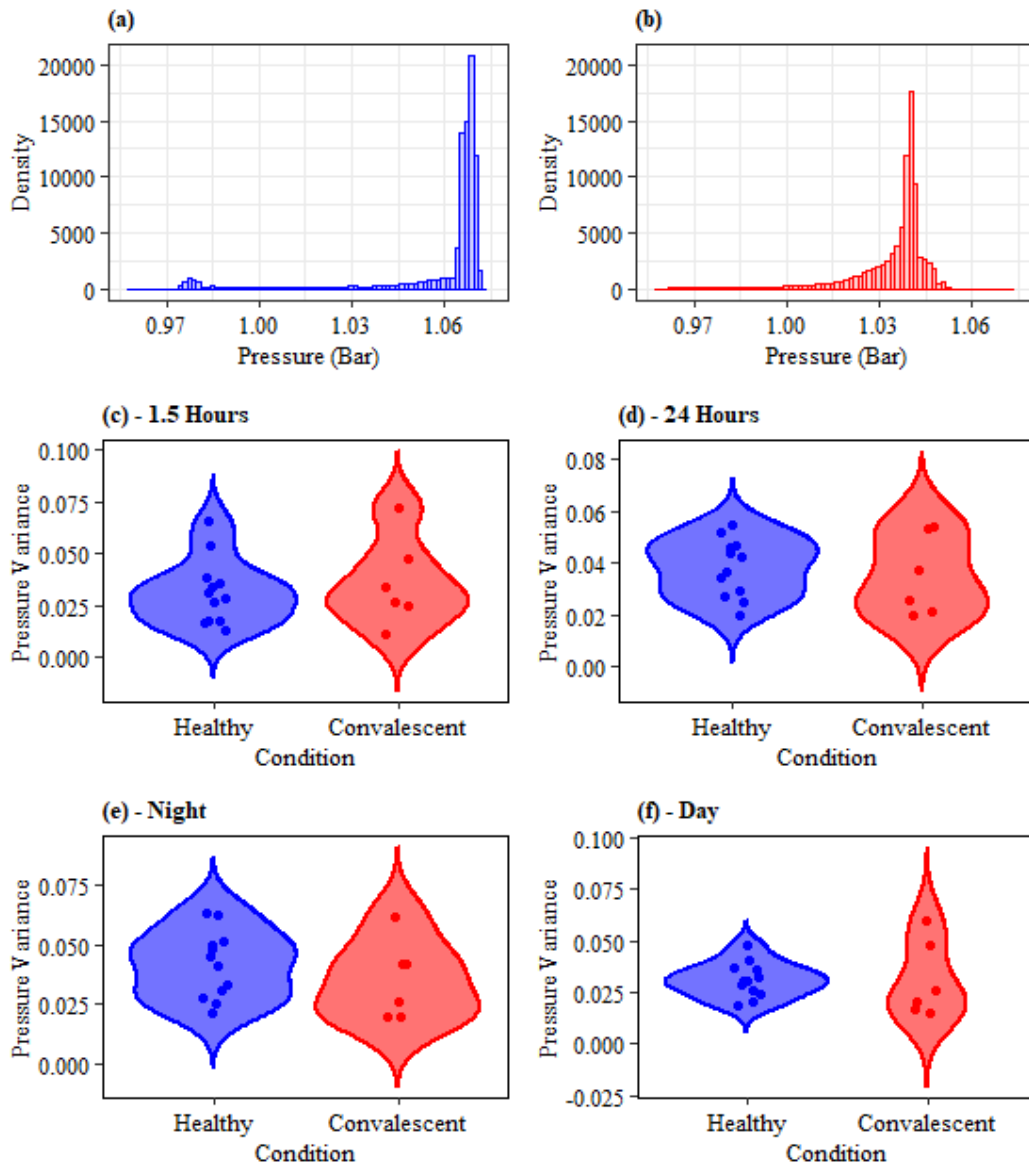 (a)
20000
15000
10000
5000
0
Density
0.97 1.00 1.03 1.06
Pressure (Bar)
(b)
20000
15000
10000
5000
0
Density
0.97 1.00 1.03 1.06
Pressure (Bar)
(c) - 1.5 Hours
0.100
0.075
0.050
0.025
0.000
Pressure Variance
Healthy Convalescent
Condition
(d) - 24 Hours
0.08
0.06
0.04
0.02
0.00
Pressure Variance
Healthy Convalescent
Condition
(e) - Night
0.075
0.050
0.025
0.000
Pressure Variance
Healthy Convalescent
Condition
(f) - Day
0.100
0.075
0.050
0.025
0.000
-0.025
Pressure Variance
Healthy Convalescent
Condition